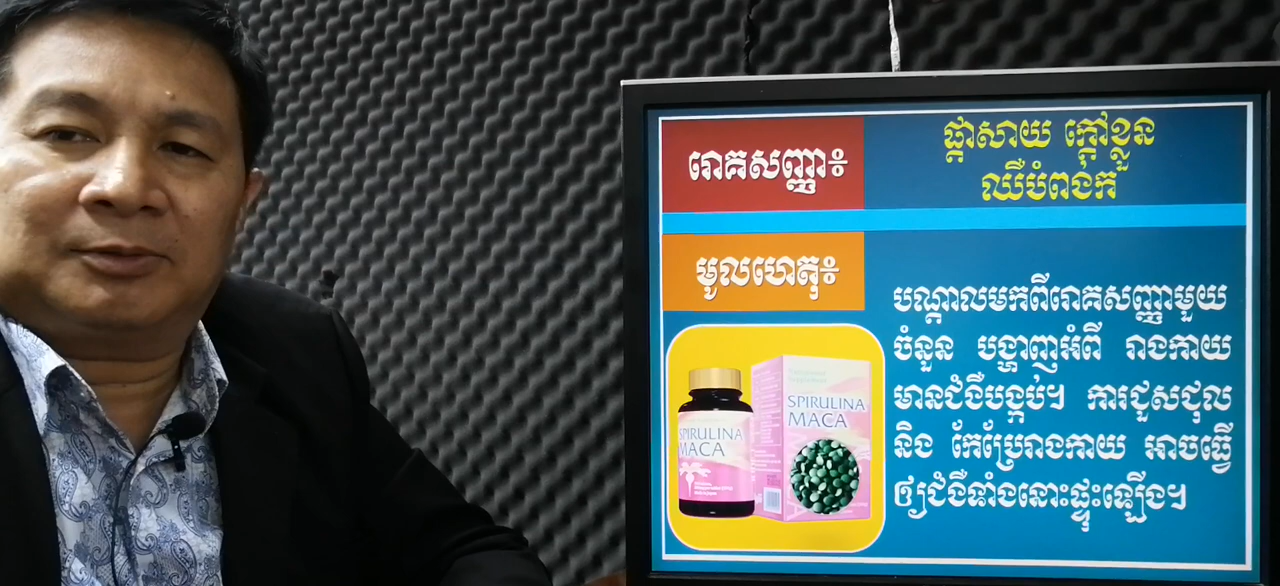 រោគសញ្ញា៖
ផ្តាសាយ ក្តៅខ្លួន
ឈឺបំពង់ក
មូលហេតុ៖
បណ្តាលមកពីរោគសញ្ញាមួយ
ចំនួន បង្ហាញអំពី រាងកាយ
មានជំងឺបង្កប់។ ការជួសជុល
និង កែប្រែរាងកាយ អាចធ្វើ
ឲ្យជំងឺទាំងនោះផ្ទុះឡើង។
SPIRULINA
MACA
SPIRULINA
MACA